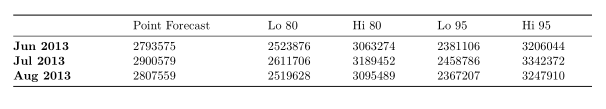 Point Forecast Lo 80 Hi 80 Lo 95 Hi 95
Jun 2013 2793575 2523876 3063274 2381106 3206044
Jul 2013 2900579 2611706 3189452 2458786 3342372
Aug 2013 2807559 2519628 3095489 2367207 3247910